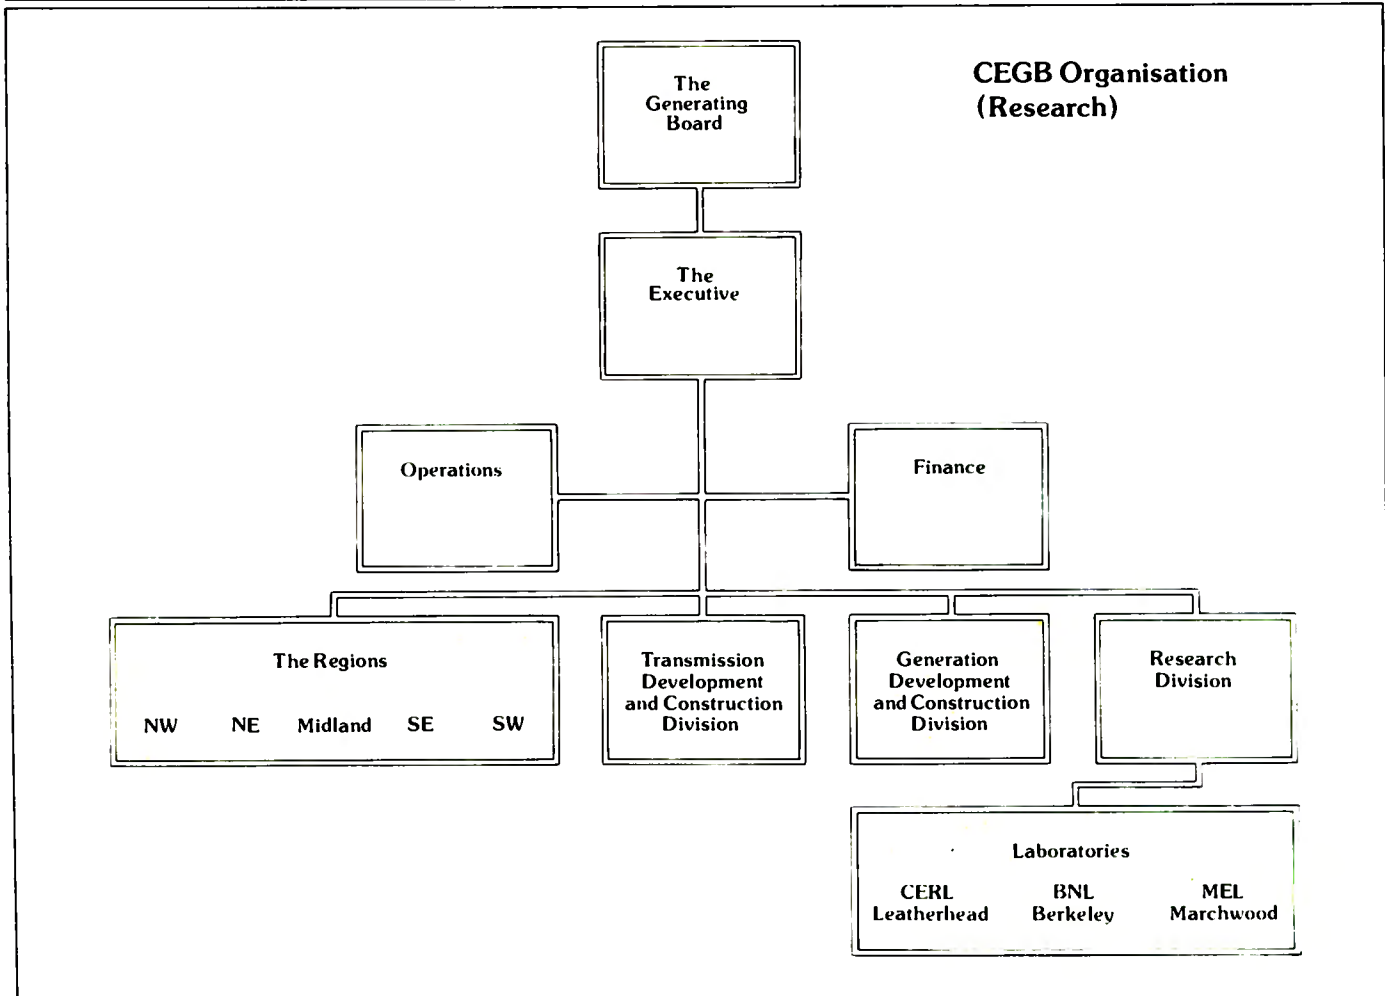 CEGB Organisation
(Research)
The
Generating
Board
The
Executive
Operations
Finance
The Regions
NW NE Midland SE SW
Transmission
Development
and Construction
Division
Generation
Development
and Construction
Division
Research
Division
Laboratories
CERL BNL MEL
Leatherhead Berkeley Marchwood